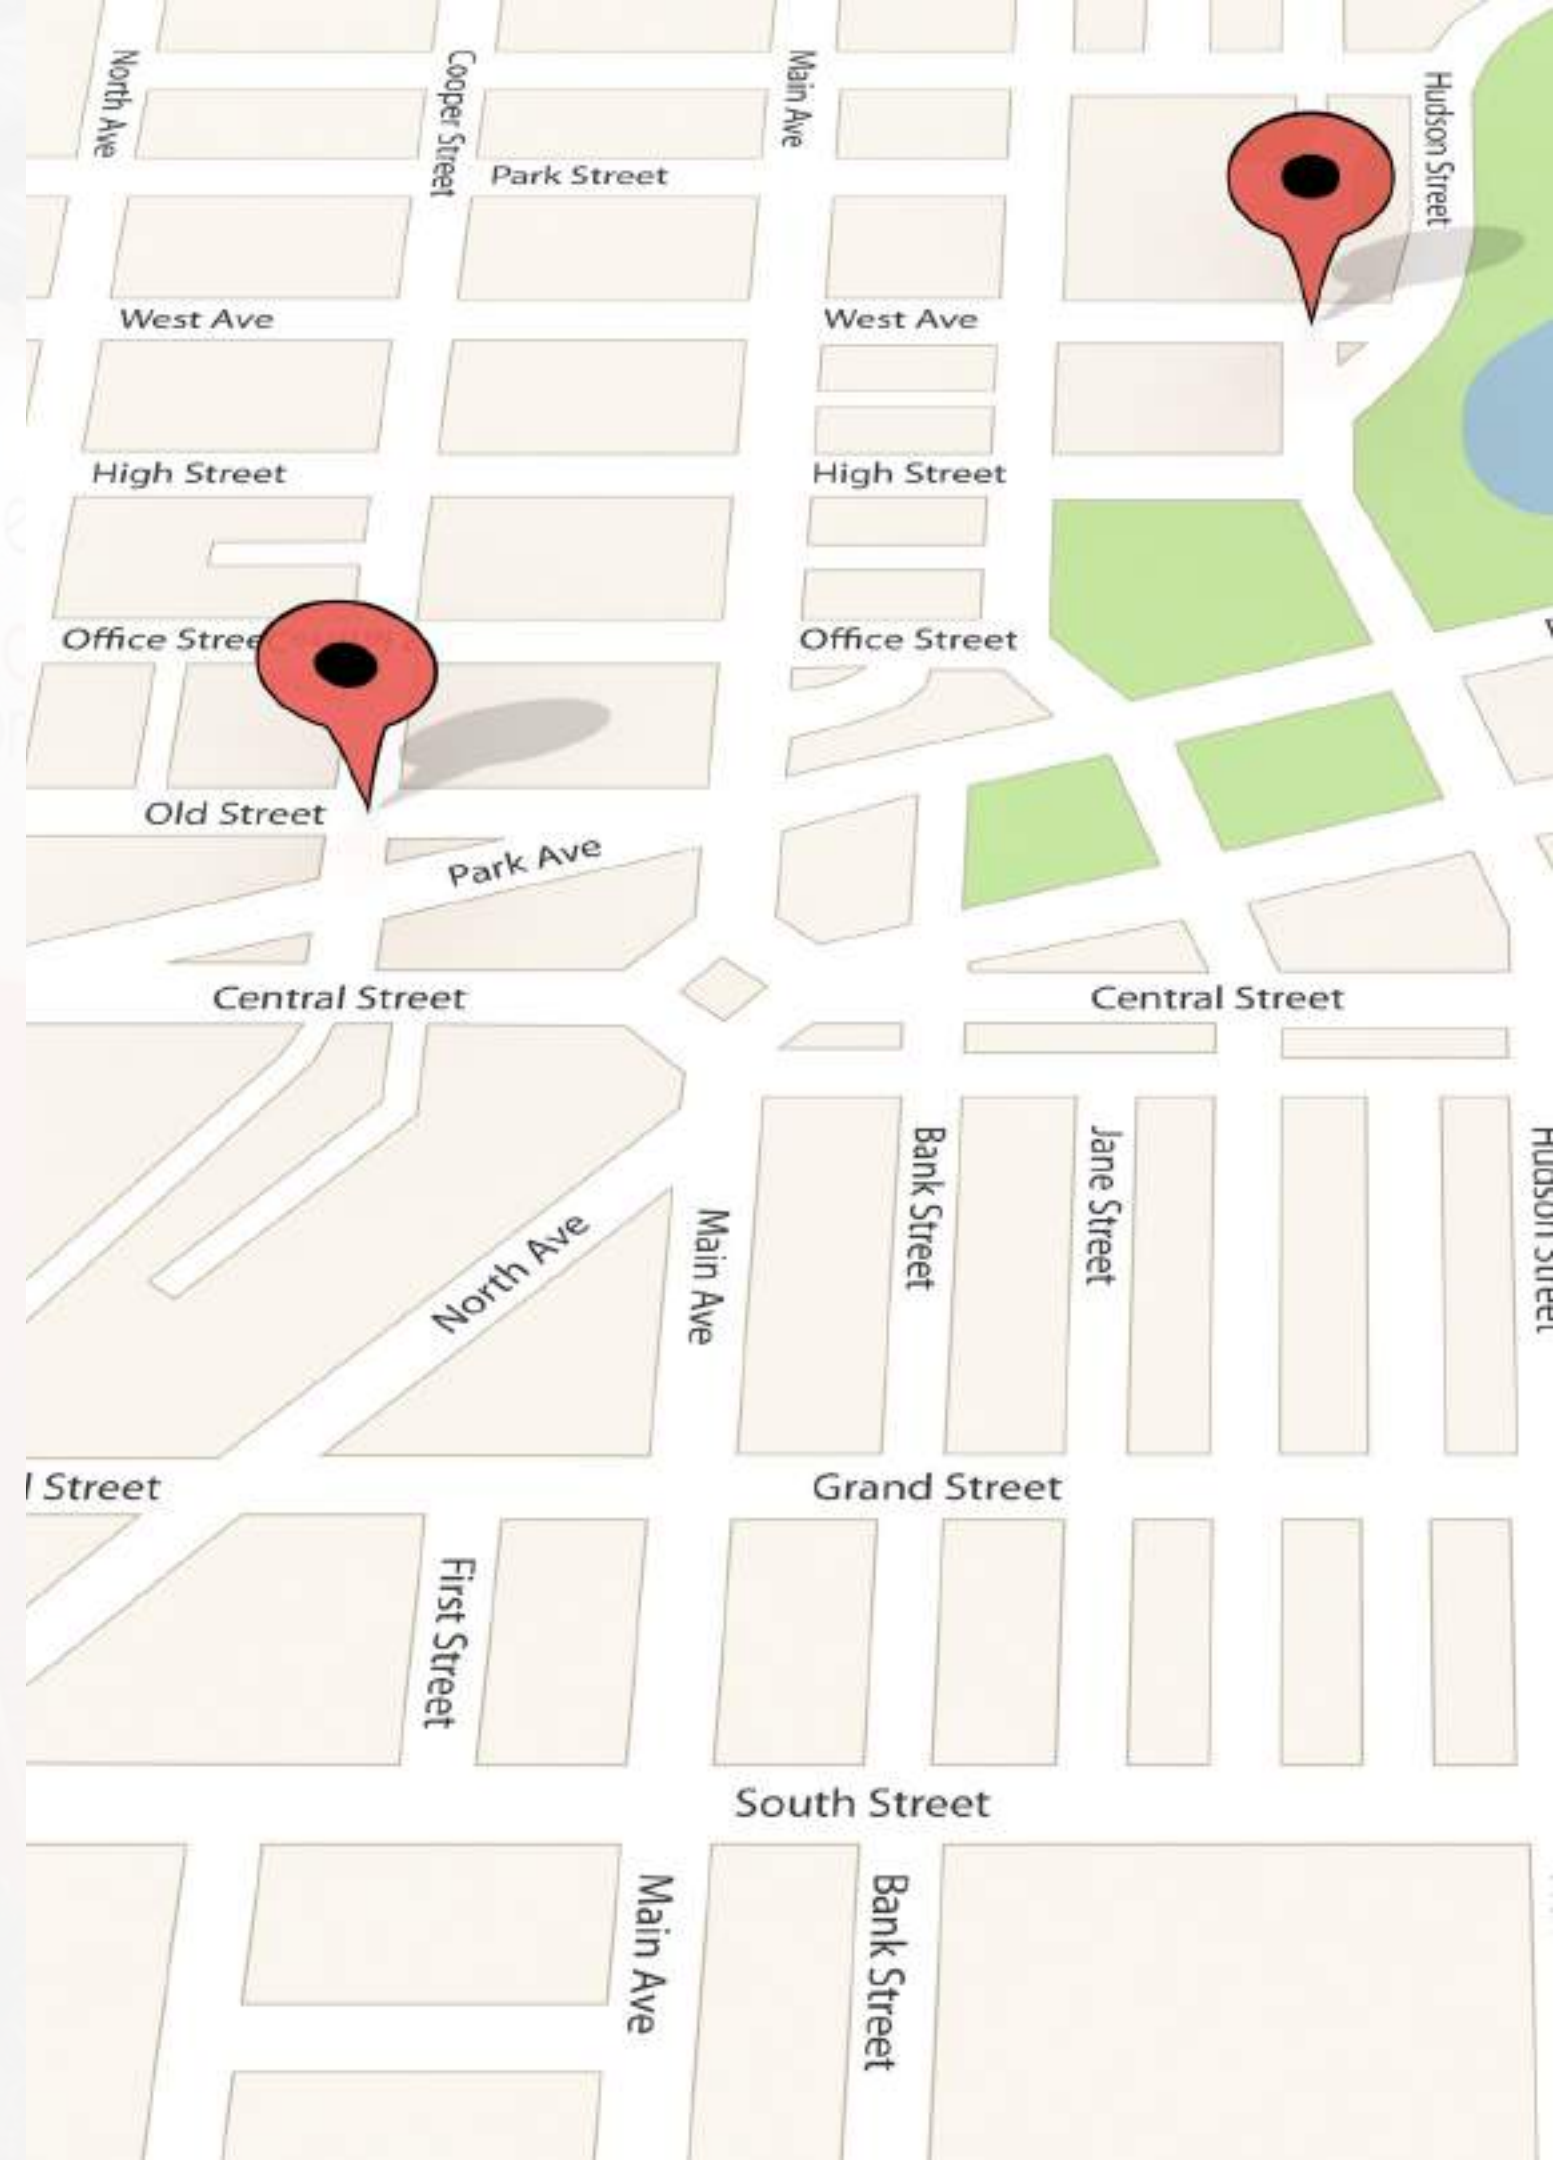 North Ave
Cooper Street
Main Ave
Hudson Street
Park Street
West Ave
West Ave
High Street
High Street
Office Stree
Office Street
Old Street
Park Ave
Central Street
Central Street
Bank Street
Jane Street
Hudson Street
Main Ave
North Ave
Street
Grand Street
First Street
South Street
Main Ave
Bank Street